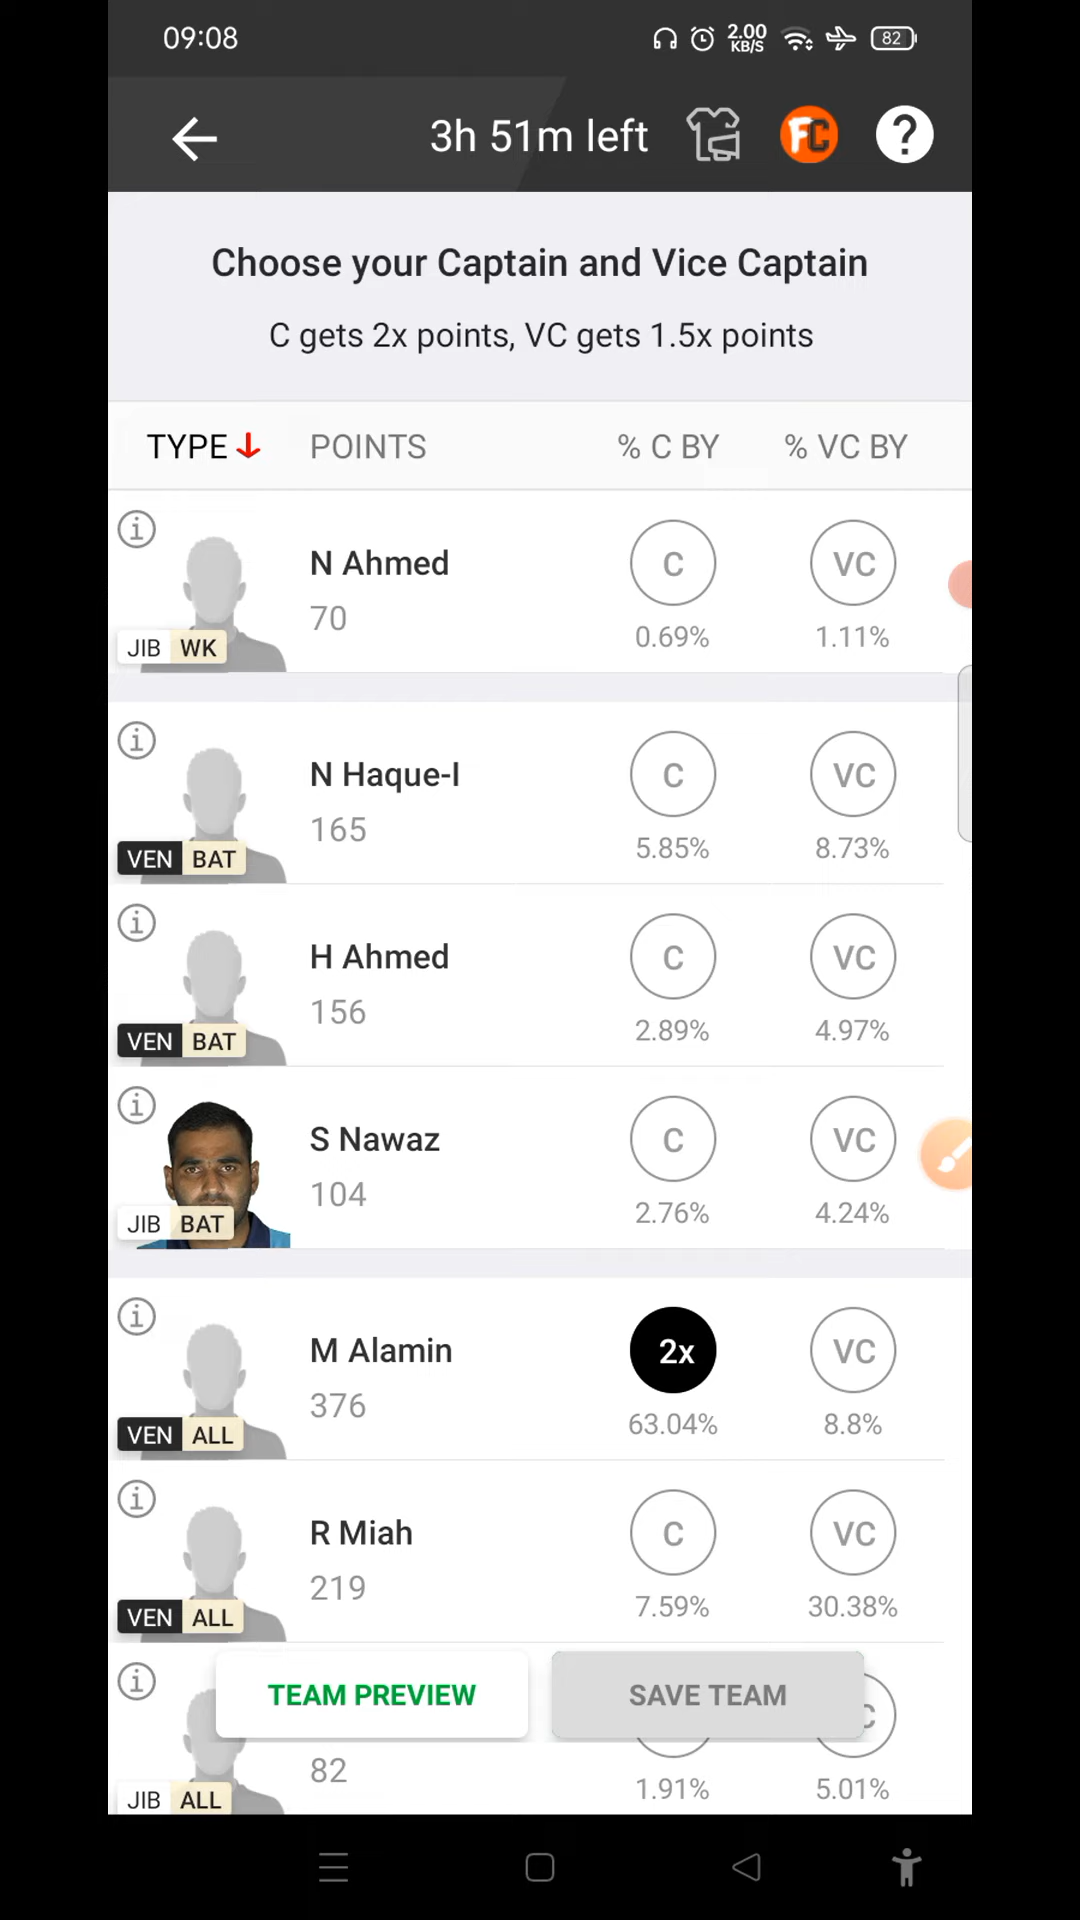 09:08
2.00
KB/S
82
3h 51m left
FC
?
Choose your Captain and Vice Captain
C gets 2x points, VC gets 1.5x points
TYPE POINTS % C BY % VC BY
N Ahmed
C
VC
70
JIB WK
0.69%
1.11%
N Haque-I
C
VC
165
VEN BAT
5.85%
8.73%
H Ahmed
C
VC
156
VEN BAT
2.89%
4.97%
S Nawaz
C
VC
104
JIB BAT
2.76%
4.24%
M Alamin
2x
VC
376
VEN ALL
63.04%
8.8%
R Miah
C
VC
219
VEN ALL
7.59%
30.38%
TEAM PREVIEW
SAVE TEAM
82
JIB ALL
1.91%
5.01%